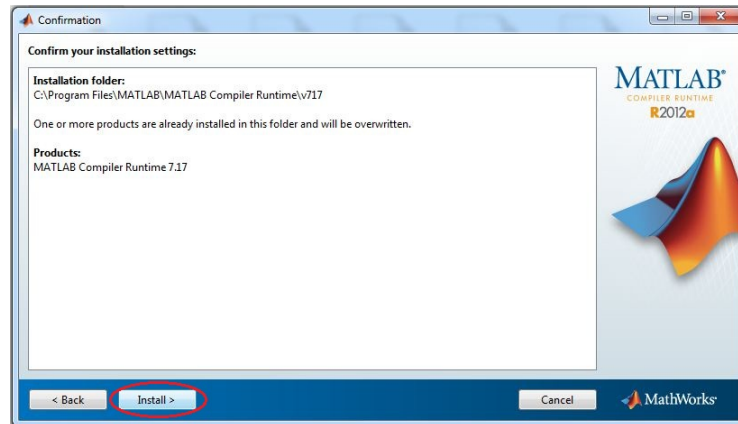 Confirmation
Confirm your installation settings:
Installation folder:
C:\Program Files\MATLAB\MATLAB Compiler Runtime\v717
One or more products are already installed in this folder and will be overwritten.
Products:
MATLAB Compiler Runtime 7.17
MATLAB®
COMPILER RUNTIME
R2012a
< Back
Install >
Cancel
MathWorks®